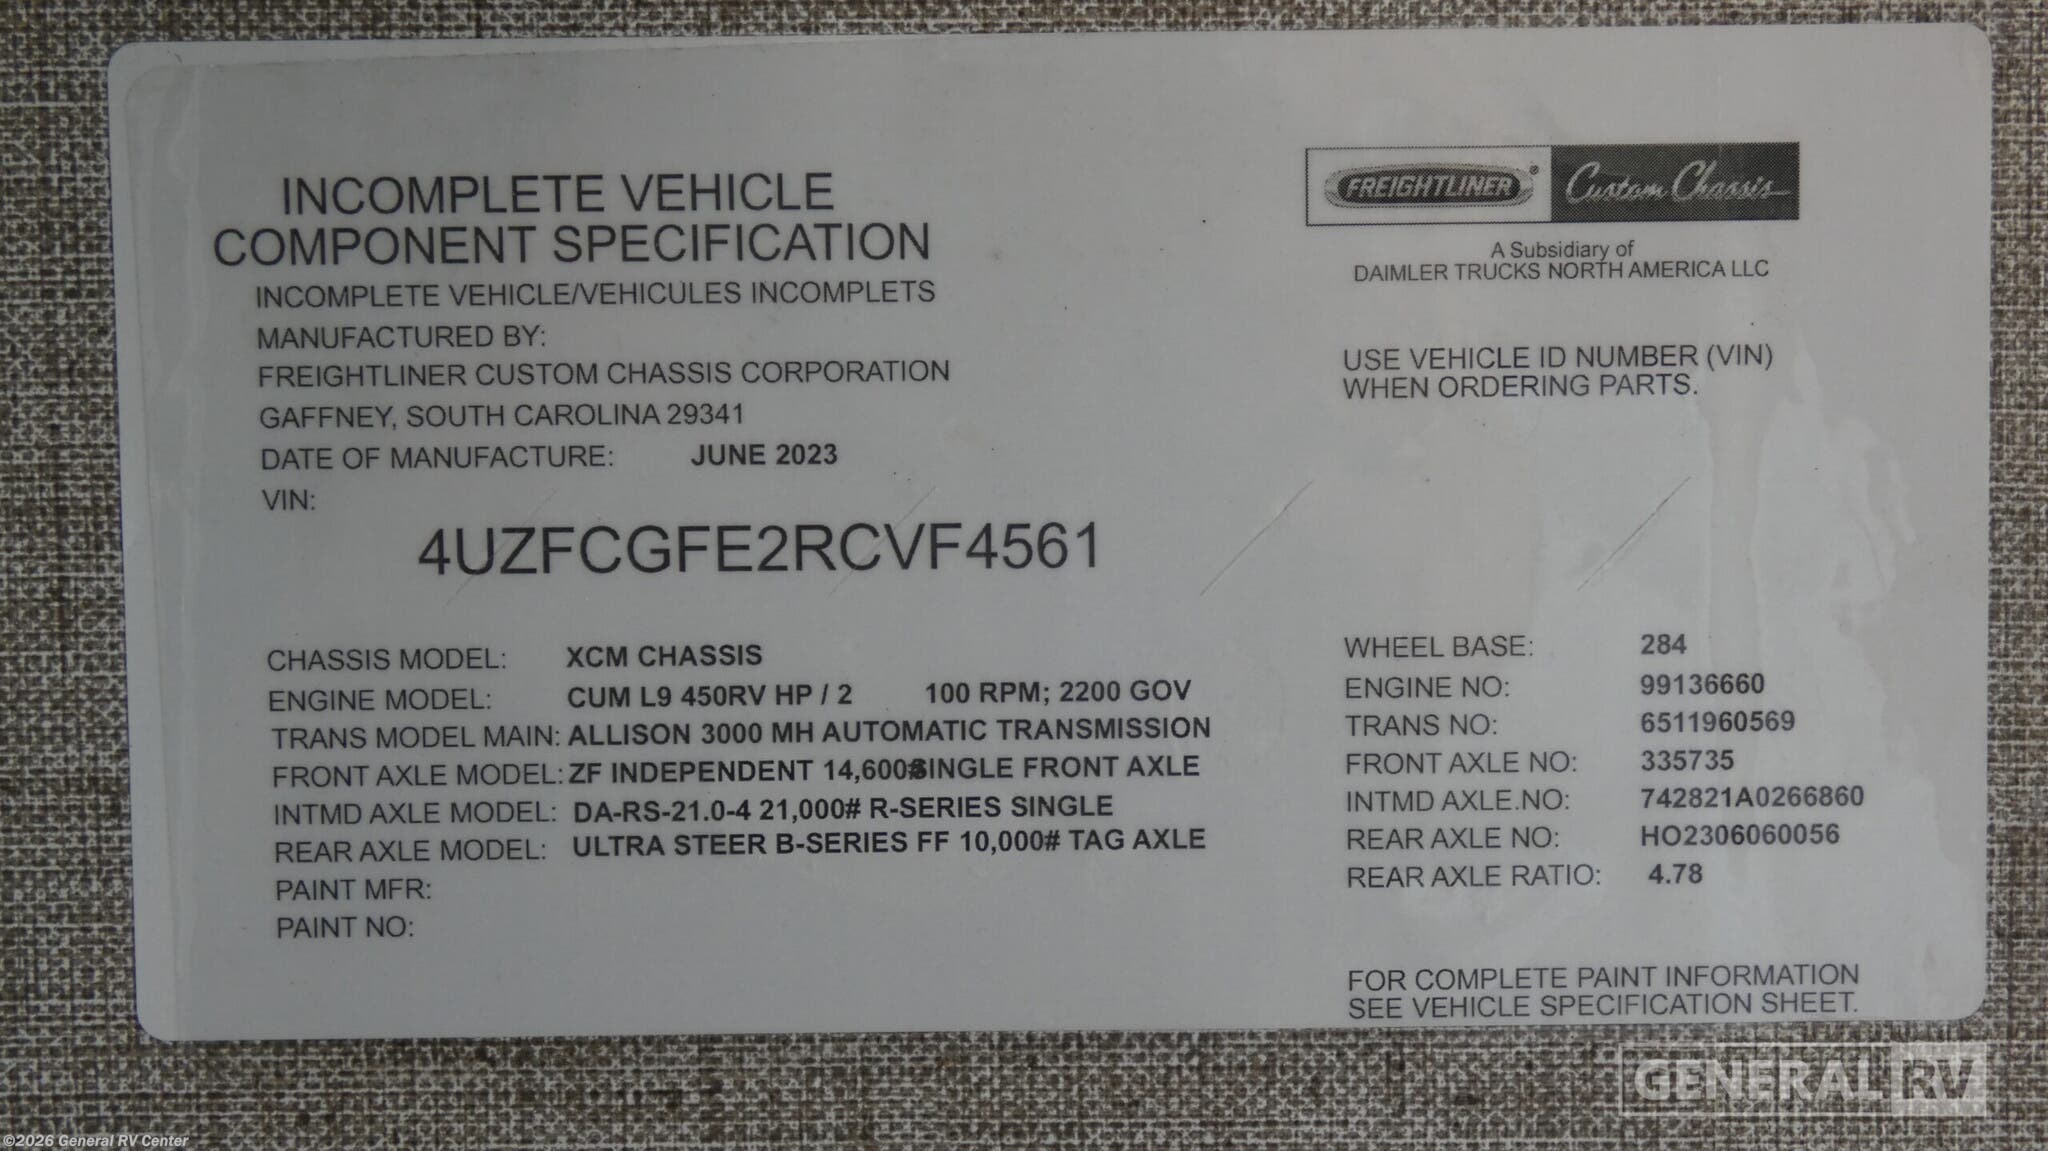 INCOMPLETE VEHICLE
COMPONENT SPECIFICATION
INCOMPLETE VEHICLE/VEHICULES INCOMPLETS
MANUFACTURED BY:
FREIGHTLINER CUSTOM CHASSIS CORPORATION
GAFFNEY, SOUTH CAROLINA 29341
DATE OF MANUFACTURE: JUNE 2023
VIN:
4UZFCGFE2RCVF4561
FREIGHTLINER® Custom Chassis
A Subsidiary of
DAIMLER TRUCKS NORTH AMERICA LLC
USE VEHICLE ID NUMBER (VIN)
WHEN ORDERING PARTS.
CHASSIS MODEL: XCM CHASSIS
ENGINE MODEL: CUM L9 450RV HP / 2 100 RPM; 2200 GOV
TRANS MODEL MAIN: ALLISON 3000 MH AUTOMATIC TRANSMISSION
FRONT AXLE MODEL: ZF INDEPENDENT 14,600# SINGLE FRONT AXLE
INTMD AXLE MODEL: DA-RS-21.0-4 21,000# R-SERIES SINGLE
REAR AXLE MODEL: ULTRA STEER B-SERIES FF 10,000# TAG AXLE
PAINT MFR:
PAINT NO:
WHEEL BASE: 284
ENGINE NO: 99136660
TRANS NO: 6511960569
FRONT AXLE NO: 335735
INTMD AXLE.NO: 742821A0266860
REAR AXLE NO: HO2306060056
REAR AXLE RATIO: 4.78
FOR COMPLETE PAINT INFORMATION
SEE VEHICLE SPECIFICATION SHEET.
GENERAL RV
©2026 General RV Center